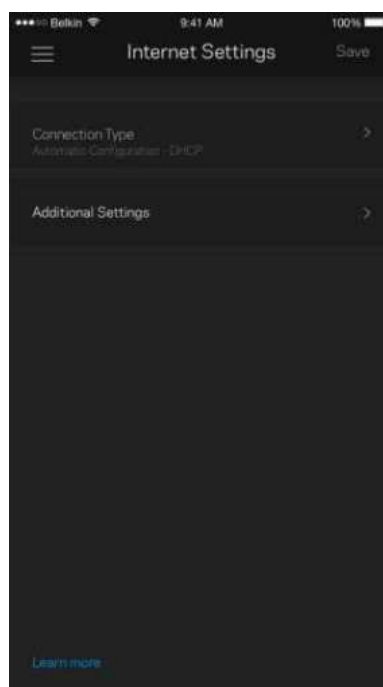 Belkin
9:41 AM
100%
Internet Settings
Save
Connection Type
Automatic Configuration - DHCP
Additional Settings
Learn more